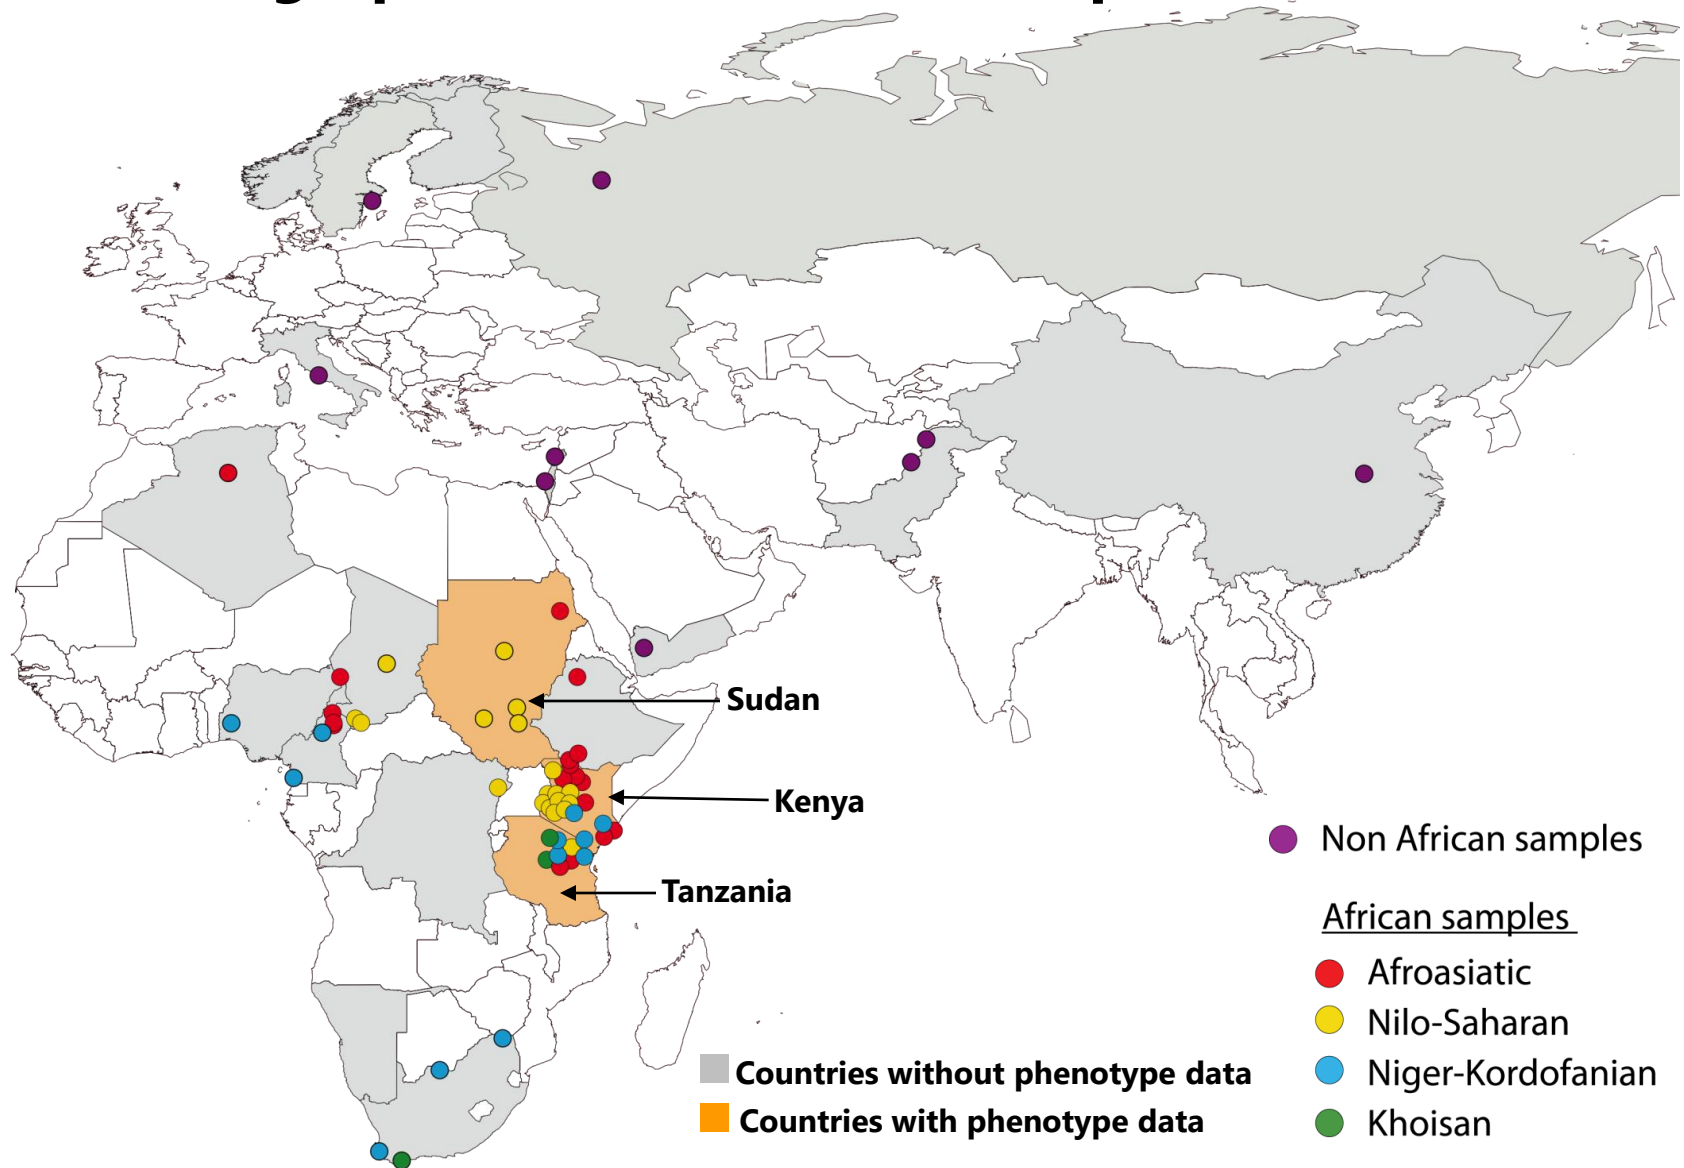 Sudan
Kenya
Tanzania
Non African samples
African samples
Afroasiatic
Nilo-Saharan
Niger-Kordofanian
Khoisan
Countries without phenotype data
Countries with phenotype data